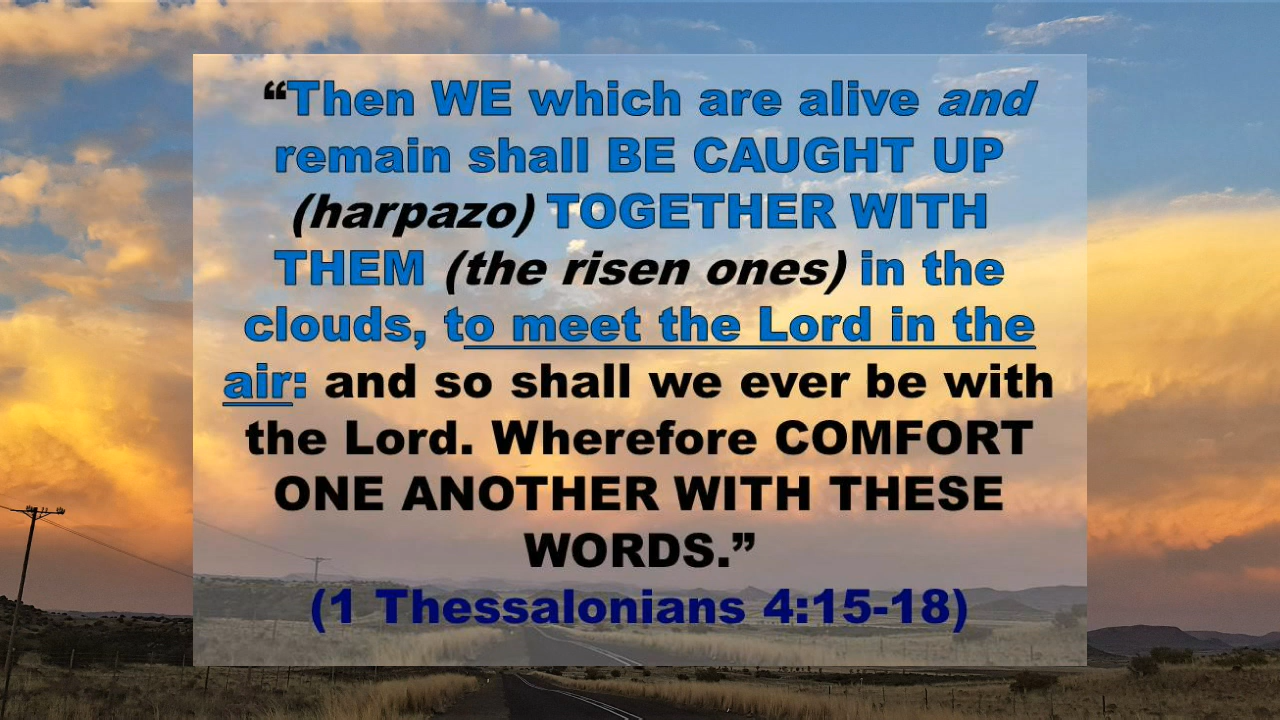 “Then WE which are alive and
remain shall BE CAUGHT UP
(harpazo) TOGETHER WITH
THEM (the risen ones) in the
clouds, to meet the Lord in the
air: and so shall we ever be with
the Lord. Wherefore COMFORT
ONE ANOTHER WITH THESE
WORDS.”
(1 Thessalonians 4:15-18)